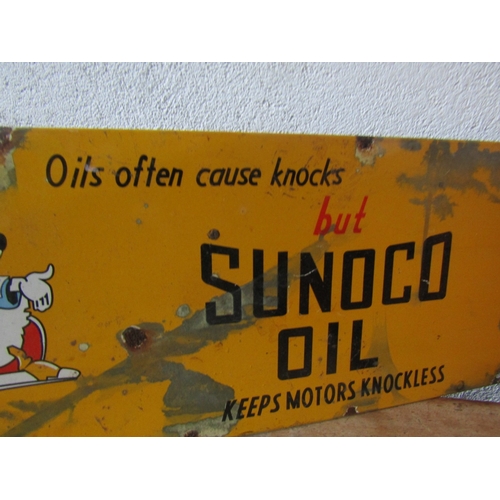 Oils often cause knocks
but
SUNOCO
OIL
KEEPS MOTORS KNOCKLESS